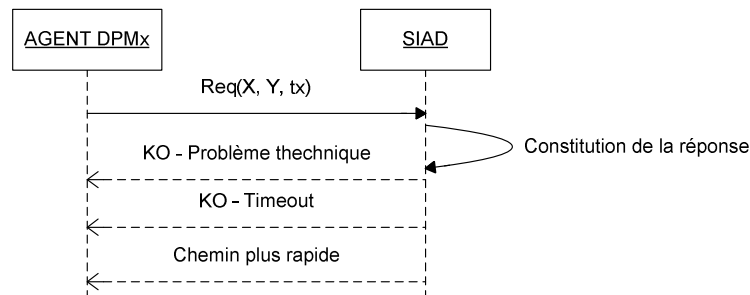 AGENT DPMx
SIAD
Req(X, Y, tx)
Constitution de la réponse
KO - Problème thechnique
KO - Timeout
Chemin plus rapide